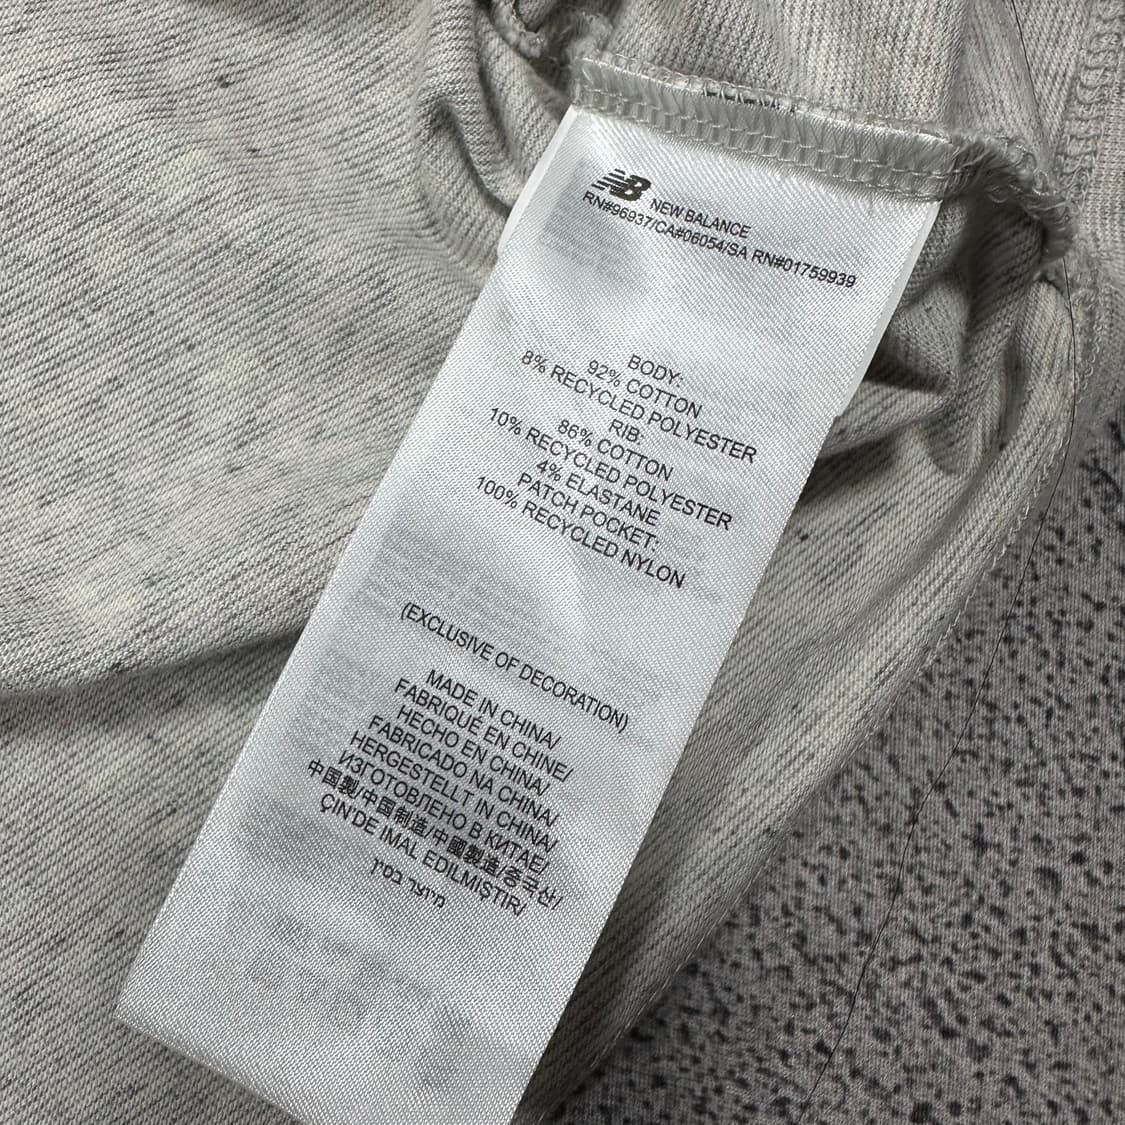 NB NEW BALANCE
RN#96937/CA#06054/SA RN#01759939
BODY:
92% COTTON
8% RECYCLED POLYESTER
RIB:
86% COTTON
10% RECYCLED POLYESTER
4% ELASTANE
PATCH POCKET:
100% RECYCLED NYLON
(EXCLUSIVE OF DECORATION)
MADE IN CHINA/
FABRIQUÉ EN CHINE/
HECHO EN CHINA/
FABRICADO NA CHINA/
HERGESTELLT IN CHINA/
ИЗГОТОВЛЕНО В КИТАЕ/
中国製/中国制造/中國製造/중국산/
ÇIN'DE IMAL EDILMIŞTIR/
מיוצר בסין